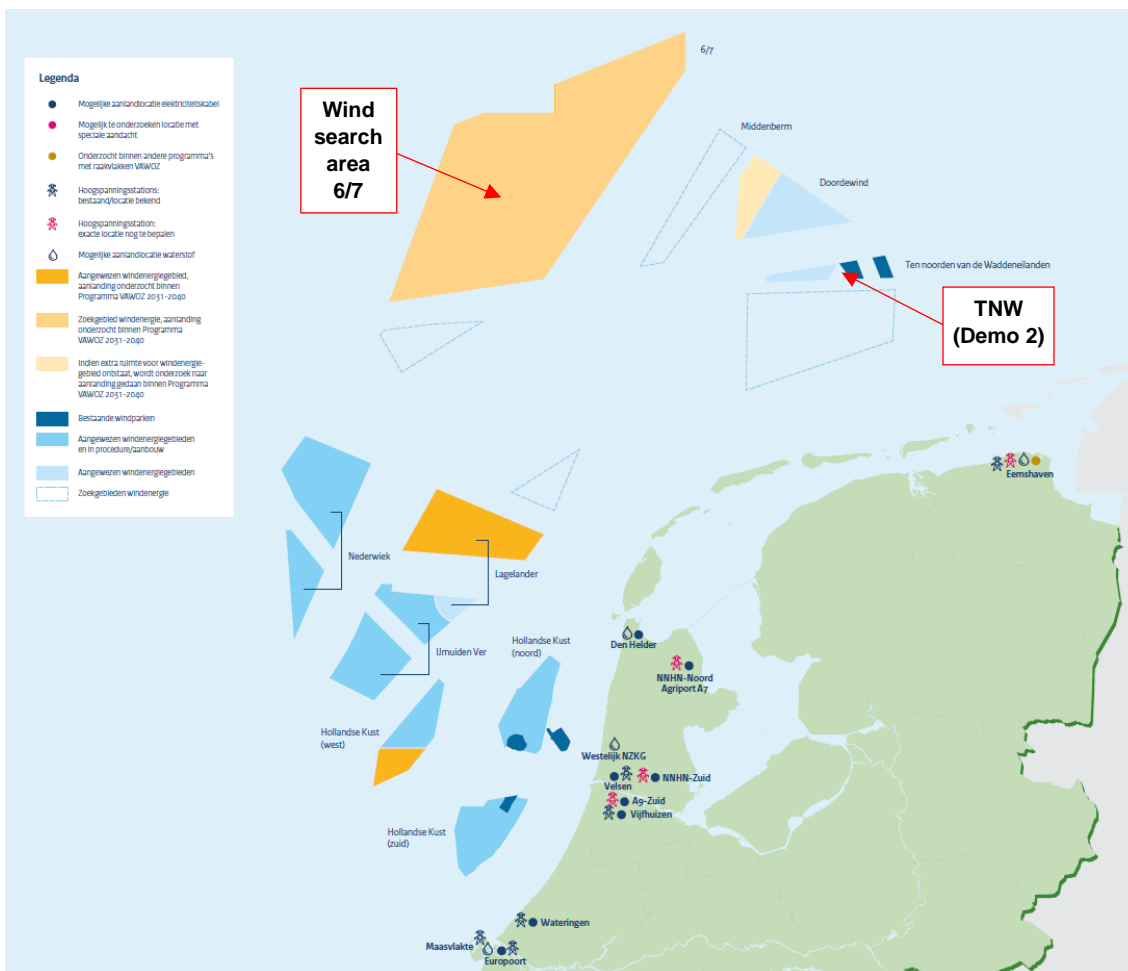 Legenda
Mogelijke aanlandlocatie elektriciteitskabel
Mogelijk te onderzoeken locatie met
speciale aandacht
Onderzocht binnen andere programma's
met raakvlakken VAWOZ
Hoogspanningsstations:
bestaand/locatie bekend
Hoogspanningsstation:
exacte locatie nog te bepalen
Mogelijke aanlandlocatie waterstof
Aangewezen windenergiegebied,
aanlanding onderzocht binnen
Programma VAWOZ 2031-2040
Zoekgebied windenergie, aanlanding
onderzocht binnen Programma
VAWOZ 2031-2040
Indien extra ruimte voor windenergie-
gebied ontstaat, wordt onderzoek naar
aanlanding gedaan binnen Programma
VAWOZ 2031-2040
Bestaande windparken
Aangewezen windenergiegebieden
en in procedure/aanbouw
Aangewezen windenergiegebieden
Zoekgebieden windenergie
6/7
Wind
search
area
6/7
Middenberm
Doordewind
Ten noorden van de Waddeneilanden
TNW
(Demo 2)
Eemshaven
Nederwiek
Lagelander
IJmuiden Ver
Hollandse Kust
(noord)
Den Helder
NNHN-Noord
Agriport A7
Hollandse Kust
(west)
Westelijk NZKG
Velsen
NNHN-Zuid
A9-Zuid
Vijfhuizen
Hollandse Kust
(zuid)
Wateringen
Maasvlakte
Europoort